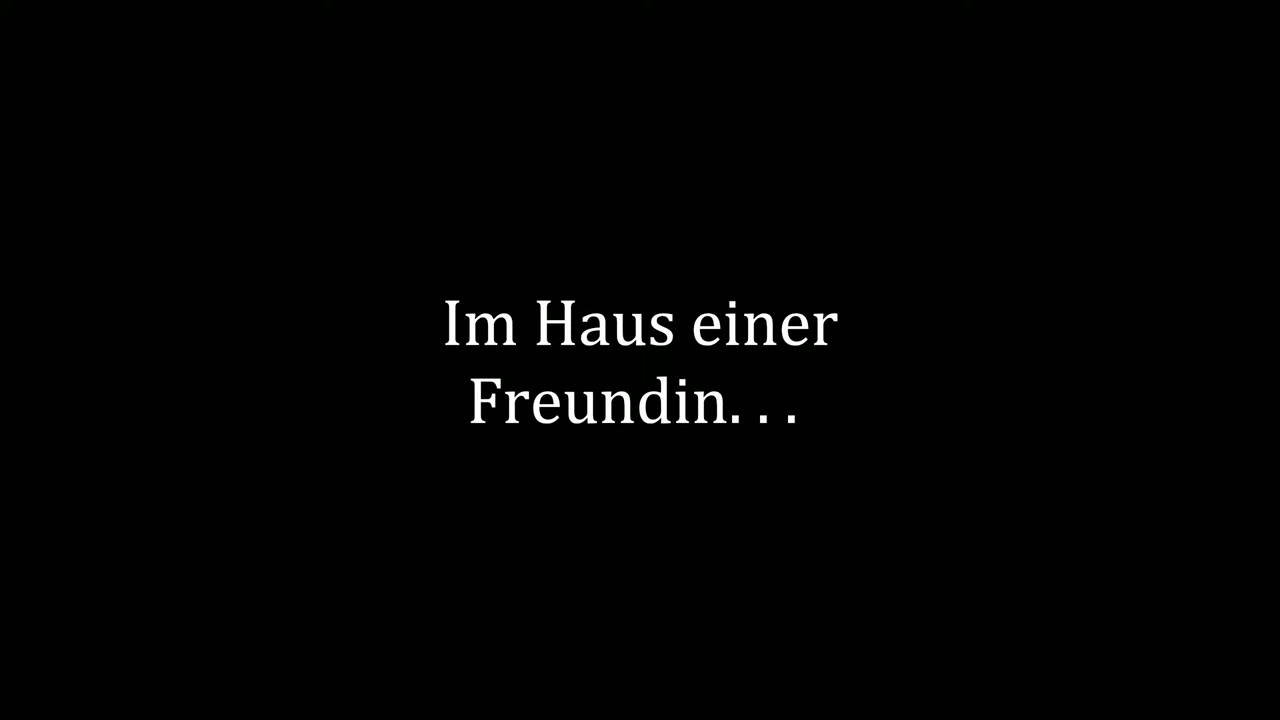 Im Haus einer
Freundin. . .